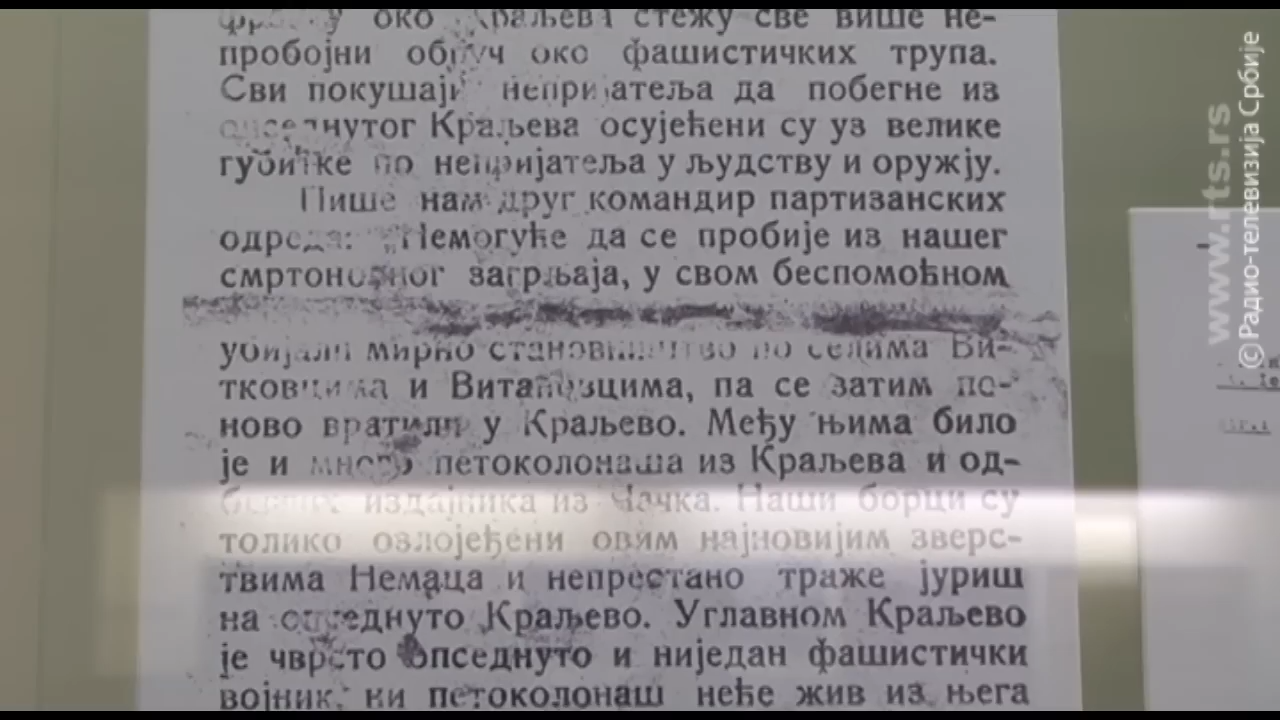 око Краљева стежу све више не-
пробојни обруч око фашистичких трупа.
Сви покушаји непријатеља да побегне из
опседнутог Краљева осујећени су уз велике
губитке по непријатеља у људству и оружју.
Пише нам друг командир партизанских
одреда: „Немогуће да се пробије из нашег
смртоносног загрљаја, у свом беспомоћном
убијали мирно становништво по селима Ви-
тковцима и Витановцима, па се затим по-
ново вратили у Краљево. Међу њима било
је и много петоколонаша из Краљева и од-
издајника из Чачка. Наши борци су
толико озлојеђени овим најновијим зверс-
твима Немаца и непрестано траже јуриш
на опседнуто Краљево. Углавном Краљево
је чврсто опседнуто и ниједан фашистички
војник, ни петоколонаш неће жив из њега
www.rts.rs
© Радио-телевизија Србије